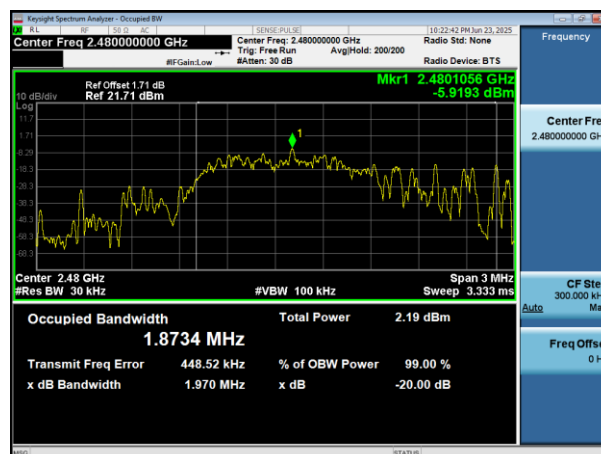 Keysight Spectrum Analyzer - Occupied BW
RL RF 50 Ω AC SENSE:PULSE 10:22:42 PM Jun 23, 2025
Center Freq 2.480000000 GHz Center Freq: 2.480000000 GHz Radio Std: None Frequency
Trig: Free Run Avg|Hold: 200/200
#IFGain:Low #Atten: 30 dB Radio Device: BTS
Ref Offset 1.71 dB Mkr1 2.4801056 GHz
10 dB/div Ref 21.71 dBm -5.9193 dBm
Log
11.7
1.71
-8.29
-18.3
-28.3
-38.3
-48.3
-58.3
-68.3
1
Center Fre
2.480000000 GH
Center 2.48 GHz Span 3 MHz
#Res BW 30 kHz #VBW 100 kHz Sweep 3.333 ms
CF Ste
300.000 kH
Auto Ma
Occupied Bandwidth Total Power 2.19 dBm
1.8734 MHz
Transmit Freq Error 448.52 kHz % of OBW Power 99.00 %
x dB Bandwidth 1.970 MHz x dB -20.00 dB
Freq Offse
0 H
MSG STATUS